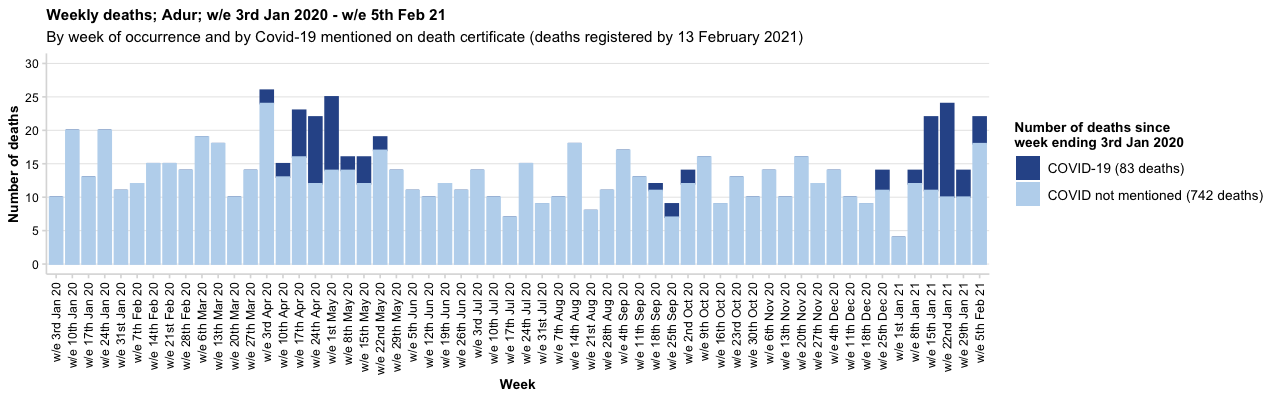 Weekly deaths; Adur; w/e 3rd Jan 2020 - w/e 5th Feb 21
By week of occurrence and by Covid-19 mentioned on death certificate (deaths registered by 13 February 2021)
Number of deaths
30
25
20
15
10
5
0
w/e 3rd Jan 20
w/e 10th Jan 20
w/e 17th Jan 20
w/e 24th Jan 20
w/e 31st Jan 20
w/e 7th Feb 20
w/e 14th Feb 20
w/e 21st Feb 20
w/e 28th Feb 20
w/e 6th Mar 20
w/e 13th Mar 20
w/e 20th Mar 20
w/e 27th Mar 20
w/e 3rd Apr 20
w/e 10th Apr 20
w/e 17th Apr 20
w/e 24th Apr 20
w/e 1st May 20
w/e 8th May 20
w/e 15th May 20
w/e 22nd May 20
w/e 29th May 20
w/e 5th Jun 20
w/e 12th Jun 20
w/e 19th Jun 20
w/e 26th Jun 20
w/e 3rd Jul 20
w/e 10th Jul 20
w/e 17th Jul 20
w/e 24th Jul 20
w/e 31st Jul 20
w/e 7th Aug 20
w/e 14th Aug 20
w/e 21st Aug 20
w/e 28th Aug 20
w/e 4th Sep 20
w/e 11th Sep 20
w/e 18th Sep 20
w/e 25th Sep 20
w/e 2nd Oct 20
w/e 9th Oct 20
w/e 16th Oct 20
w/e 23rd Oct 20
w/e 30th Oct 20
w/e 6th Nov 20
w/e 13th Nov 20
w/e 20th Nov 20
w/e 27th Nov 20
w/e 4th Dec 20
w/e 11th Dec 20
w/e 18th Dec 20
w/e 25th Dec 20
w/e 1st Jan 21
w/e 8th Jan 21
w/e 15th Jan 21
w/e 22nd Jan 21
w/e 29th Jan 21
w/e 5th Feb 21
Week
Number of deaths since
week ending 3rd Jan 2020
COVID-19 (83 deaths)
COVID not mentioned (742 deaths)